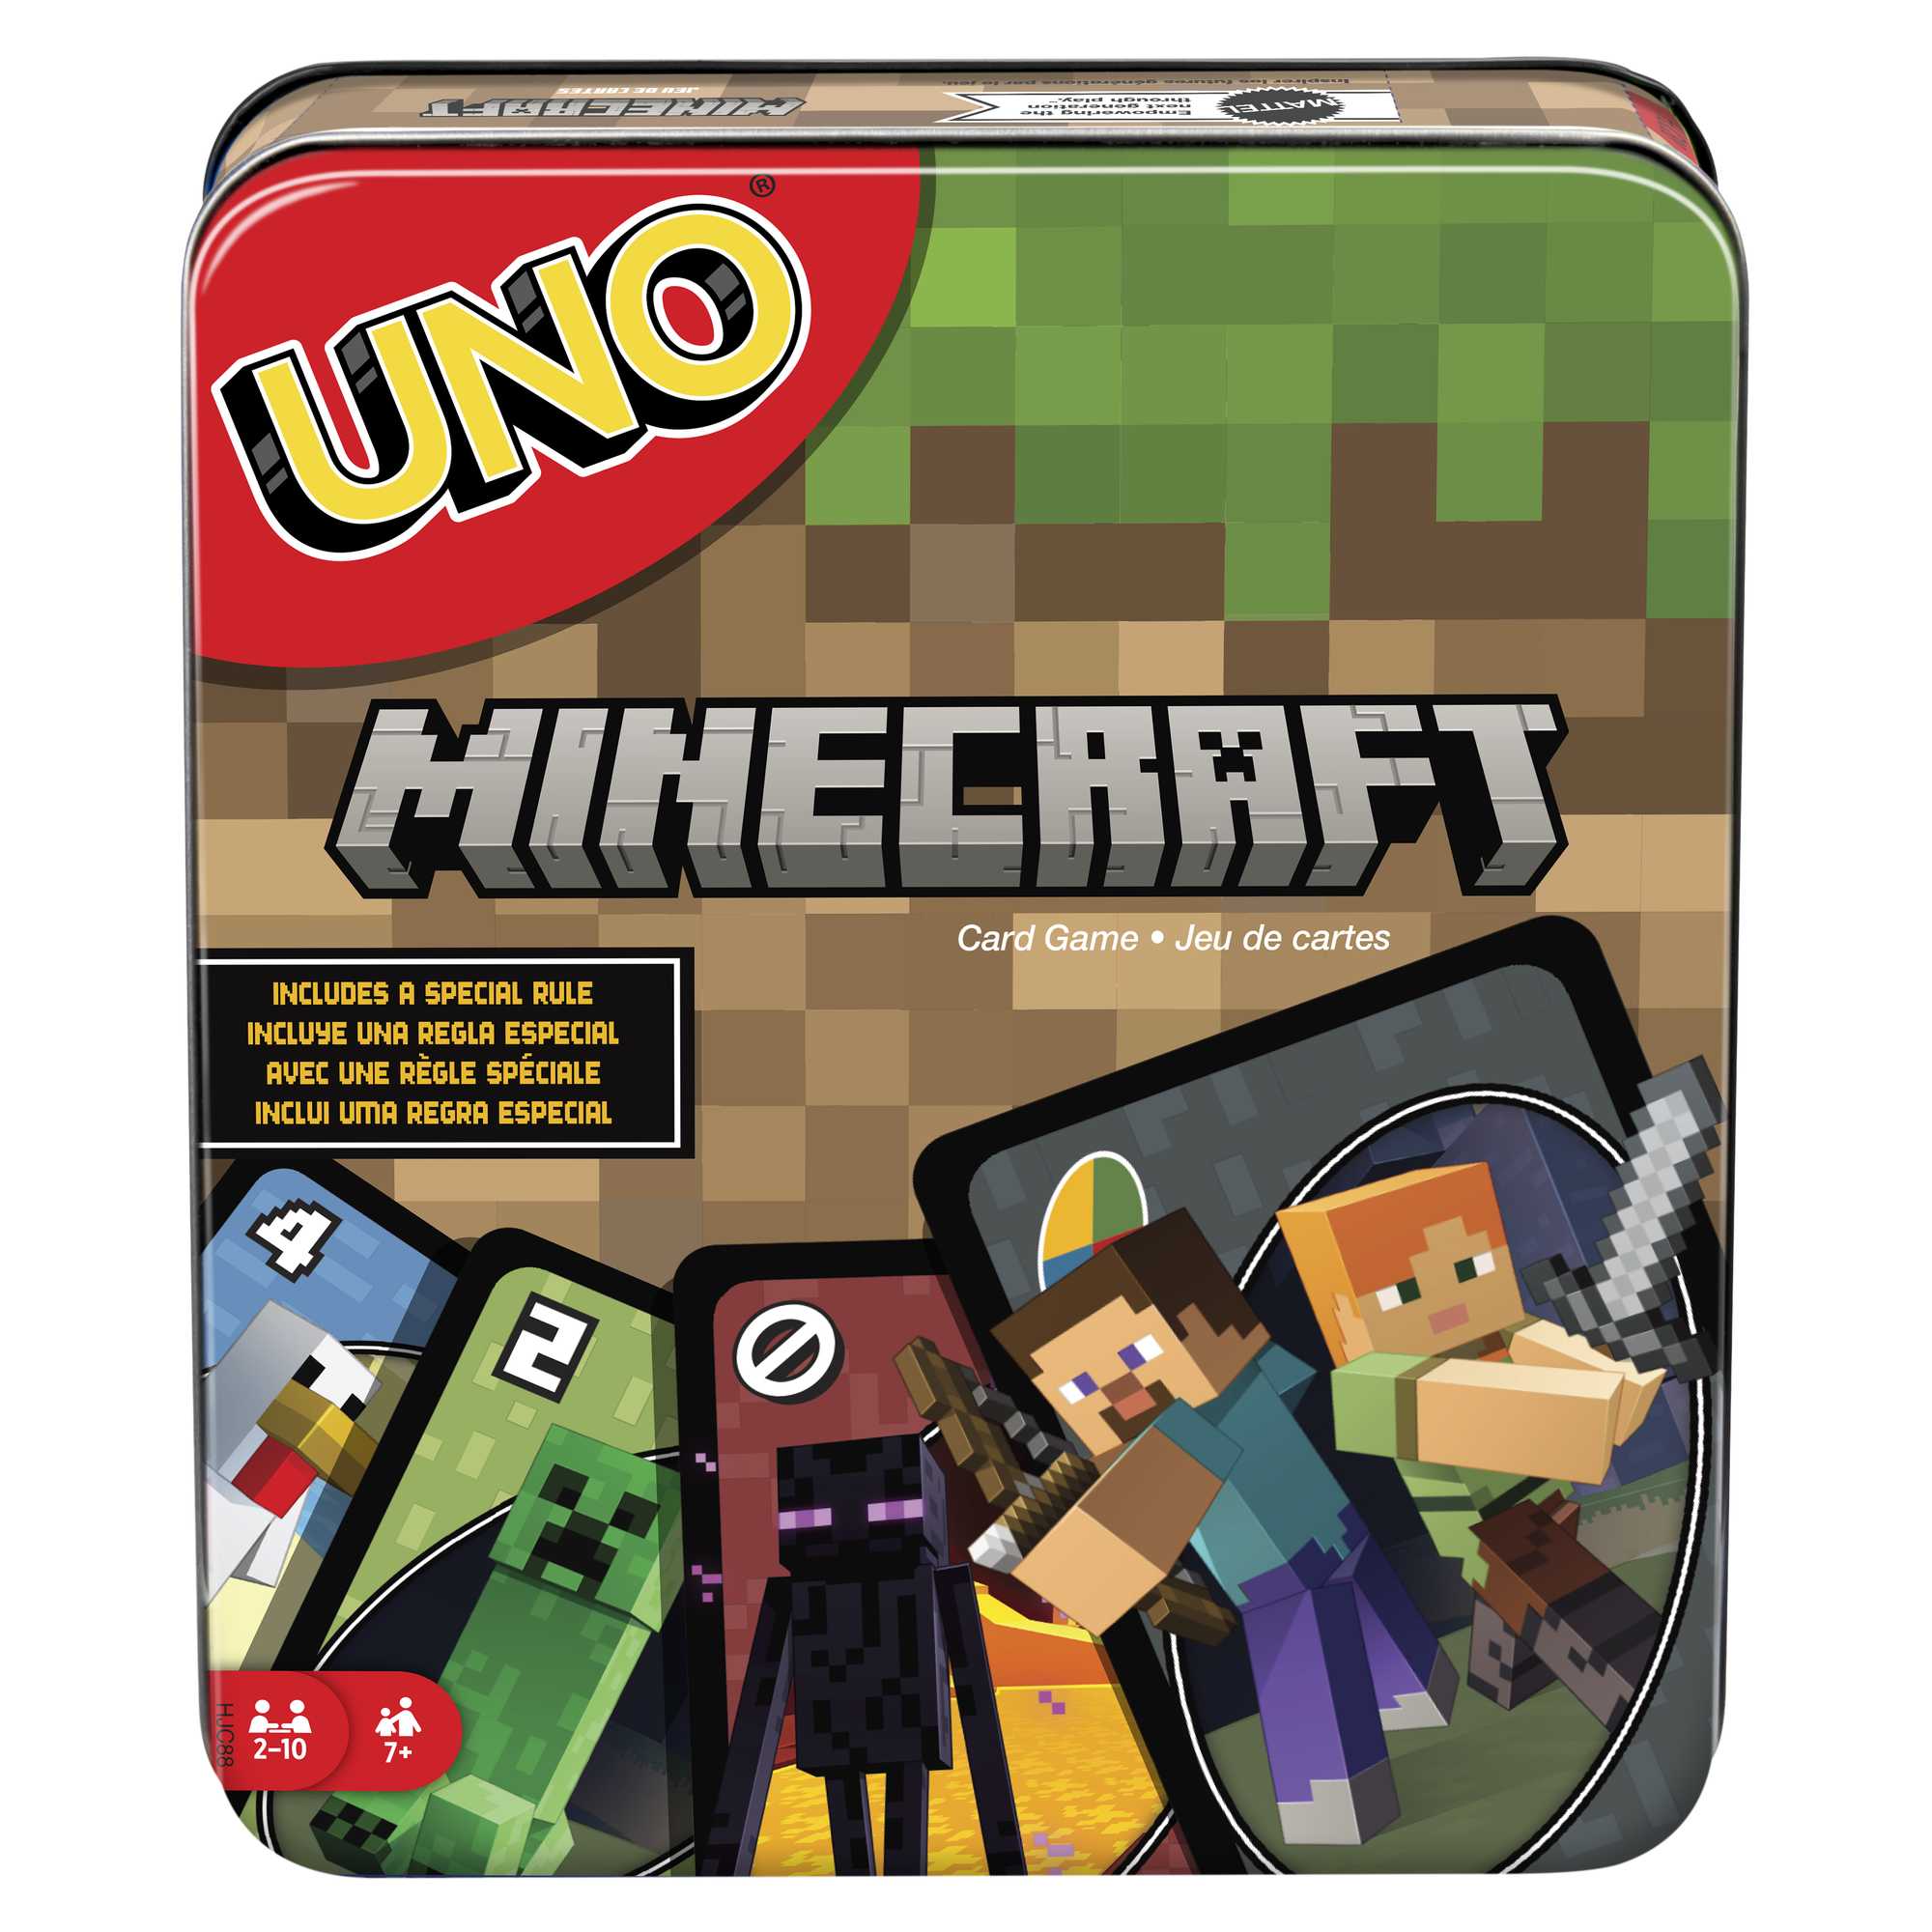 Inspirer les futures générations par le jeu.
MATTEL
Empowering the
next generation
through play.™
MINECRAFT
JEU DE CARTES
UNO®
MINECRAFT
Card Game • Jeu de cartes
INCLUDES A SPECIAL RULE
INCLUYE UNA REGLA ESPECIAL
AVEC UNE RÈGLE SPÉCIALE
INCLUI UMA REGRA ESPECIAL
4
2
HJC88
2–10
7+